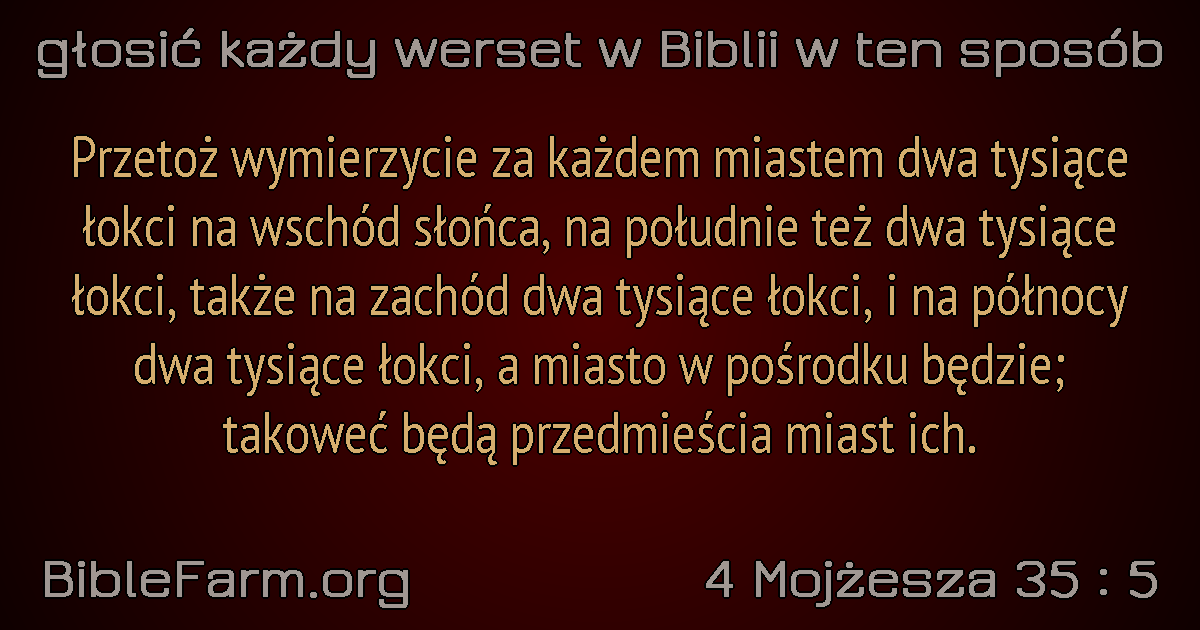 głosić każdy werset w Biblii w ten sposób
Przetoż wymierzycie za każdem miastem dwa tysiące
łokci na wschód słońca, na południe też dwa tysiące
łokci, także na zachód dwa tysiące łokci, i na północy
dwa tysiące łokci, a miasto w pośrodku będzie;
takoweć będą przedmieścia miast ich.
BibleFarm.org
4 Mojżesza 35 : 5